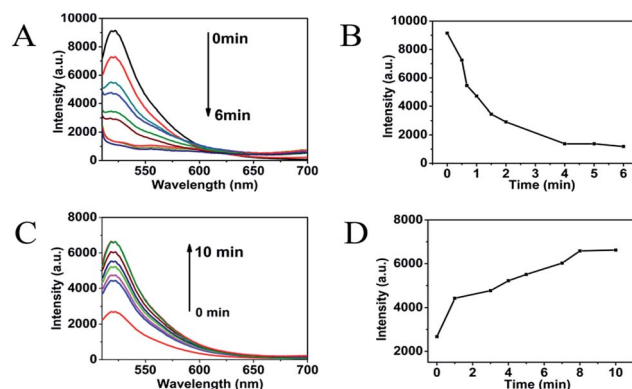 A
10000
8000
6000
4000
2000
0
0min
6min
550
600
650
700
Wavelength (nm)
Intensity (a.u.)
B
10000
8000
6000
4000
2000
0
0
1
2
3
4
5
6
Time (min)
Intensity (a.u.)
C
8000
6000
4000
2000
0
10 min
0 min
550
600
650
700
Wavelength (nm)
Intensity (a.u.)
D
8000
6000
4000
2000
0
2
4
6
8
10
Time (min)
Intensity (a.u.)